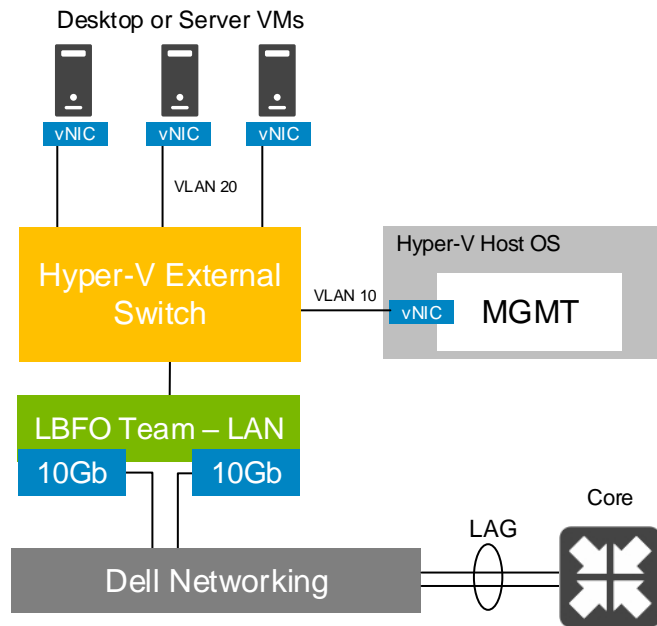 Desktop or Server VMs
vNIC
vNIC
vNIC
VLAN 20
Hyper-V External
Switch
VLAN 10
Hyper-V Host OS
vNIC
MGMT
LBFO Team – LAN
10Gb
10Gb
Dell Networking
LAG
Core